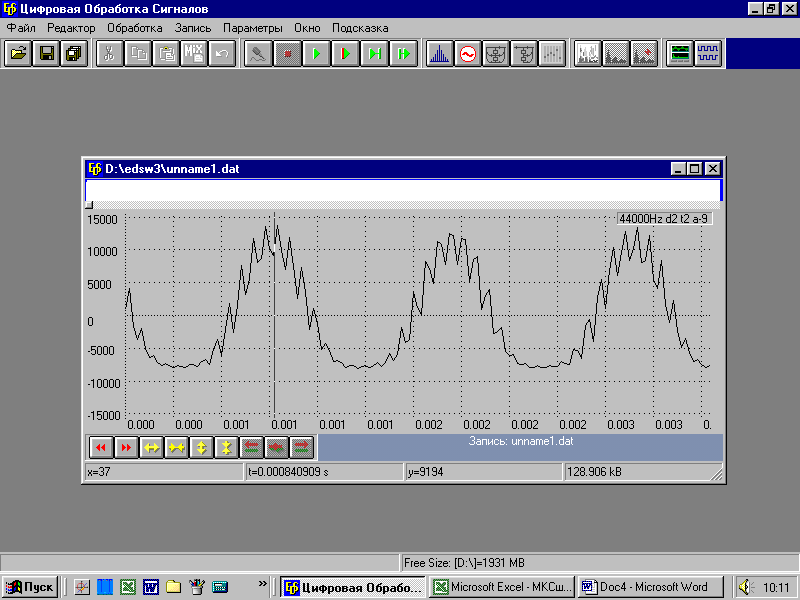 Цифровая Обработка Сигналов
Файл Редактор Обработка Запись Параметры Окно Подсказка
MiX
D:\edsw3\unname1.dat
44000Hz d2 t2 a-9
15000
10000
5000
0
-5000
-10000
-15000
0.000 0.000 0.001 0.001 0.001 0.001 0.002 0.002 0.002 0.002 0.003 0.003 0.
Запись: unname1.dat
x=37 t=0.000840909 s y=9194 128.906 kB
Free Size: [D:\]=1931 MB
Пуск » Цифровая Обрабо... Microsoft Excel - МКСш... Doc4 - Microsoft Word 10:11